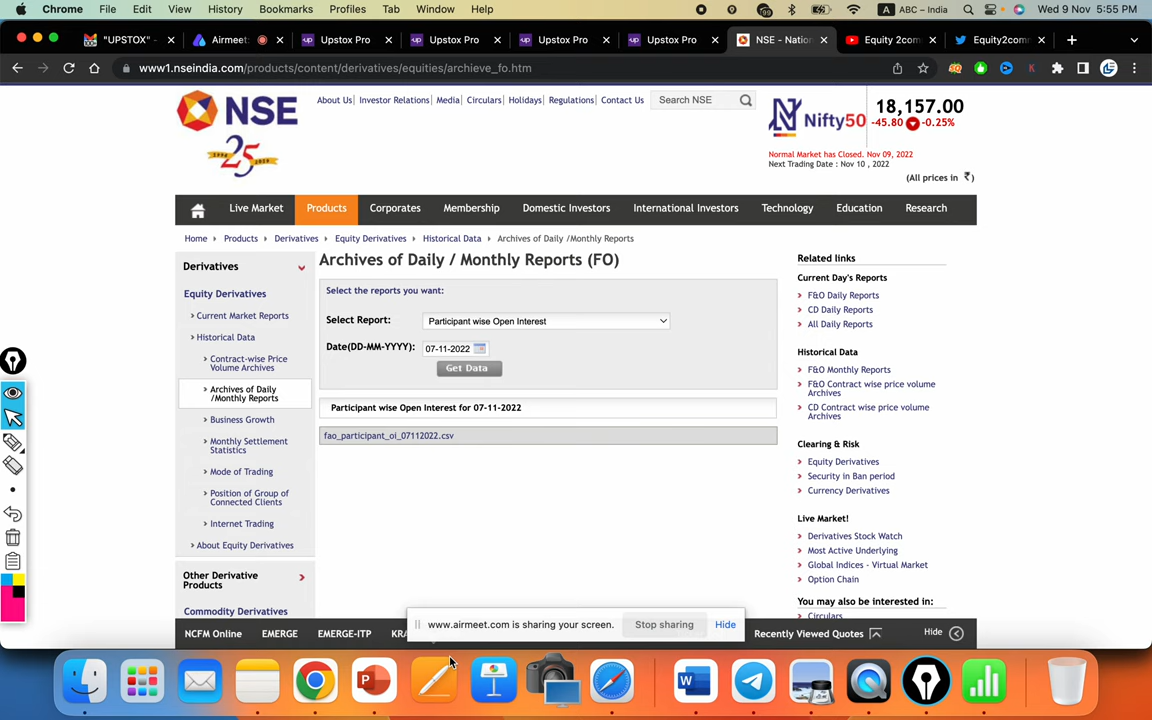 Chrome File Edit View History Bookmarks Profiles Tab Window Help
99 A ABC – India Wed 9 Nov 5:55 PM
"UPSTOX" - Airmeet: up Upstox Pro up Upstox Pro up Upstox Pro up Upstox Pro NSE - Natio Equity 2com Equity2com
www1.nseindia.com/products/content/derivatives/equities/archieve_fo.htm
NSE
25
About Us Investor Relations Media Circulars Holidays Regulations Contact Us
Search NSE
Nifty50 18,157.00
-45.80 -0.25%
Normal Market has Closed. Nov 09, 2022
Next Trading Date : Nov 10 , 2022
(All prices in ₹)
Live Market Products Corporates Membership Domestic Investors International Investors Technology Education Research
Home Products Derivatives Equity Derivatives Historical Data Archives of Daily /Monthly Reports
Derivatives
Equity Derivatives
Current Market Reports
Historical Data
Contract-wise Price
Volume Archives
Archives of Daily
/Monthly Reports
Business Growth
Monthly Settlement
Statistics
Mode of Trading
Position of Group of
Connected Clients
Internet Trading
About Equity Derivatives
Other Derivative
Products
Commodity Derivatives
Archives of Daily / Monthly Reports (FO)
Select the reports you want:
Select Report: Participant wise Open Interest
Date(DD-MM-YYYY): 07-11-2022
Get Data
Participant wise Open Interest for 07-11-2022
fao_participant_oi_07112022.csv
Related links
Current Day's Reports
F&O Daily Reports
CD Daily Reports
All Daily Reports
Historical Data
F&O Monthly Reports
F&O Contract wise price volume
Archives
CD Contract wise price volume
Archives
Clearing & Risk
Equity Derivatives
Security in Ban period
Currency Derivatives
Live Market!
Derivatives Stock Watch
Most Active Underlying
Global Indices - Virtual Market
Option Chain
You may also be interested in:
Circulars
www.airmeet.com is sharing your screen. Stop sharing Hide
NCFM Online EMERGE EMERGE-ITP KRA
Recently Viewed Quotes Hide